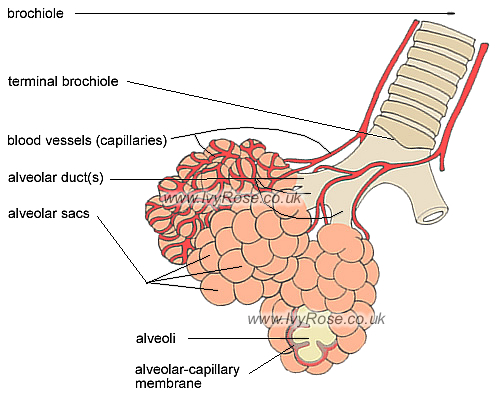 brochiole
terminal brochiole
blood vessels (capillaries)
alveolar duct(s)
www.IvyRose.co.uk
alveolar sacs
www.IvyRose.co.uk
alveoli
alveolar-capillary
membrane